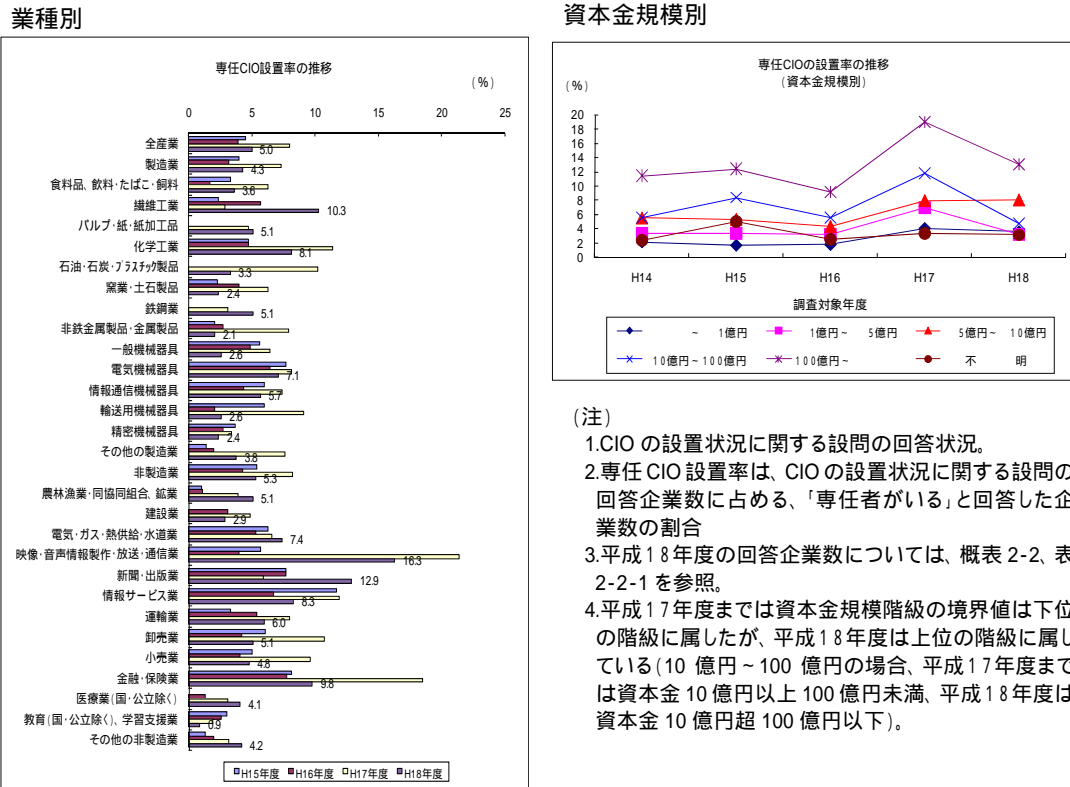 業種別
専任CIO設置率の推移
(%)
0 5 10 15 20 25
全産業 5.0
製造業 4.3
食料品、飲料・たばこ・飼料 3.6
繊維工業 10.3
パルプ・紙・紙加工品 5.1
化学工業 8.1
石油・石炭・プラスチック製品 3.3
窯業・土石製品 2.4
鉄鋼業 5.1
非鉄金属製品・金属製品 2.1
一般機械器具 2.6
電気機械器具 7.1
情報通信機械器具 5.7
輸送用機械器具 2.6
精密機械器具 2.4
その他の製造業 3.8
非製造業 5.3
農林漁業・同協同組合、鉱業 5.1
建設業 2.9
電気・ガス・熱供給・水道業 7.4
映像・音声情報製作・放送・通信業 16.3
新聞・出版業 12.9
情報サービス業 8.3
運輸業 6.0
卸売業 5.1
小売業 4.8
金融・保険業 9.8
医療業(国・公立除く) 4.1
教育(国・公立除く)、学習支援業 0.9
その他の非製造業 4.2
H15年度 H16年度 H17年度 H18年度
資本金規模別
専任CIOの設置率の推移
(資本金規模別)
(%)
20
18
16
14
12
10
8
6
4
2
0
H14 H15 H16 H17 H18
調査対象年度
~ 1億円 1億円~ 5億円 5億円~ 10億円
10億円~100億円 100億円~ 不 明
(注)
1.CIO の設置状況に関する設問の回答状況。
2.専任 CIO 設置率は、CIO の設置状況に関する設問の
回答企業数に占める、「専任者がいる」と回答した企
業数の割合
3.平成18年度の回答企業数については、概表 2-2、表
2-2-1 を参照。
4.平成17年度までは資本金規模階級の境界値は下位
の階級に属したが、平成18年度は上位の階級に属し
ている(10 億円~100 億円の場合、平成17年度まで
は資本金 10 億円以上 100 億円未満、平成18年度は
資本金 10 億円超 100 億円以下)。